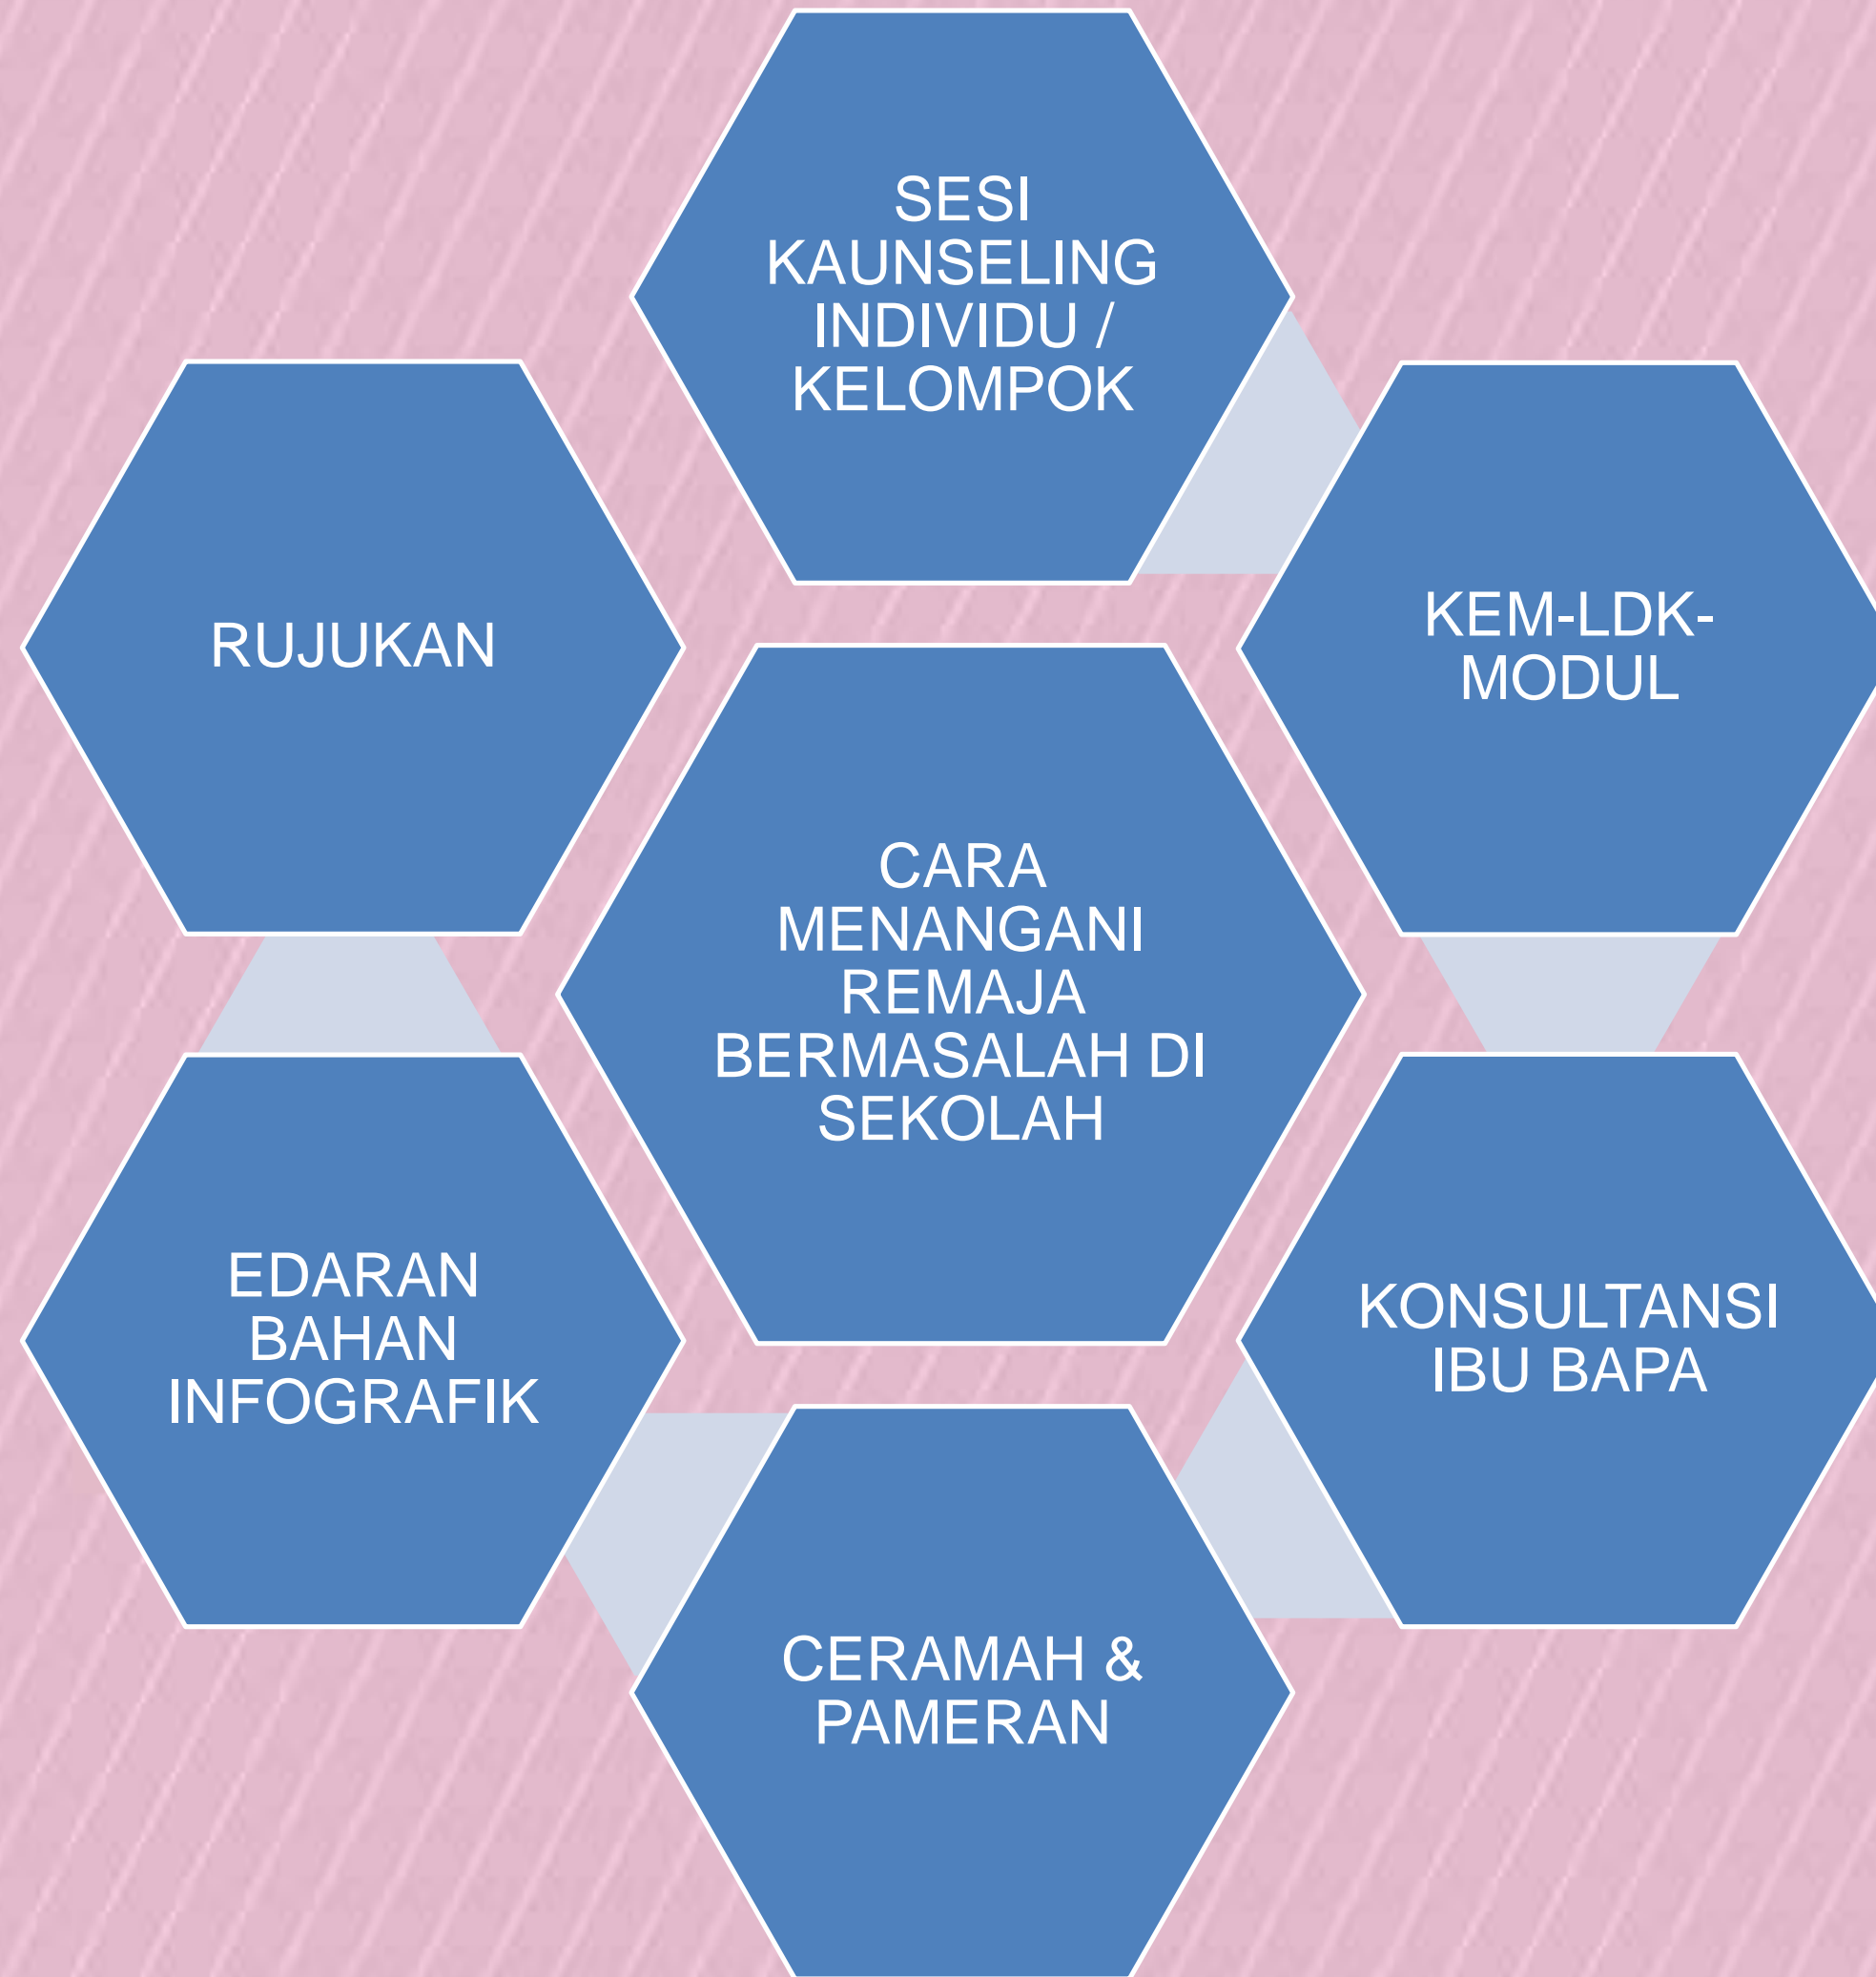 SESI
KAUNSELING
INDIVIDU /
KELOMPOK
KEM-LDK-
MODUL
KONSULTANSI
IBU BAPA
CERAMAH &
PAMERAN
EDARAN
BAHAN
INFOGRAFIK
RUJUKAN
CARA
MENANGANI
REMAJA
BERMASALAH DI
SEKOLAH